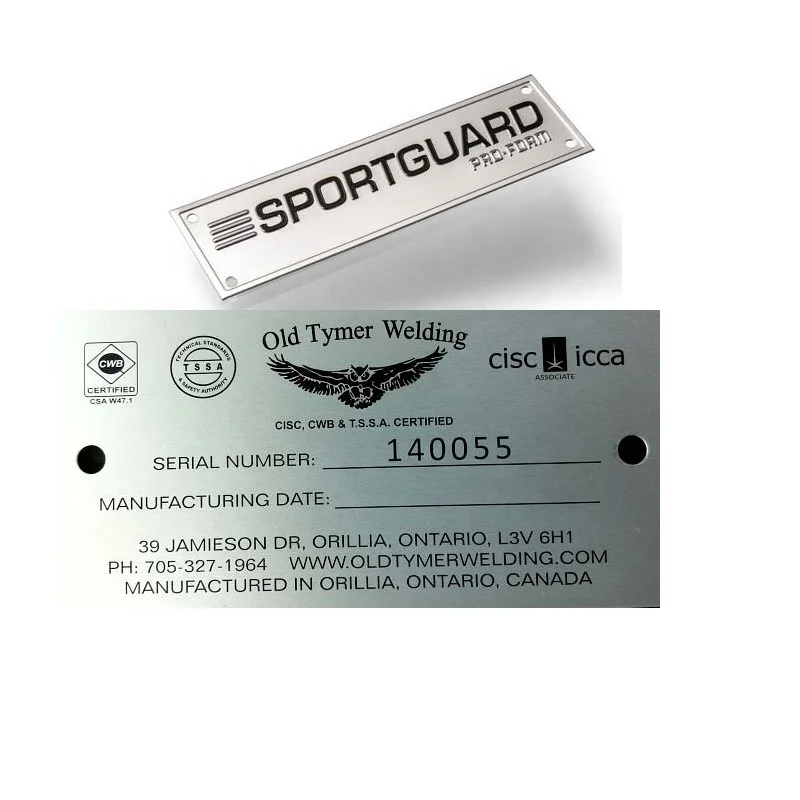 SPORTGUARD
PRO-FORM
Old Tymer Welding
CWB
CERTIFIED
CSA W47.1
TECHNICAL STANDARDS
TSSA
& SAFETY AUTHORITY
cisc icca
ASSOCIATE
CISC, CWB & T.S.S.A. CERTIFIED
SERIAL NUMBER: 140055
MANUFACTURING DATE:
39 JAMIESON DR, ORILLIA, ONTARIO, L3V 6H1
PH: 705-327-1964 WWW.OLDTYMERWELDING.COM
MANUFACTURED IN ORILLIA, ONTARIO, CANADA